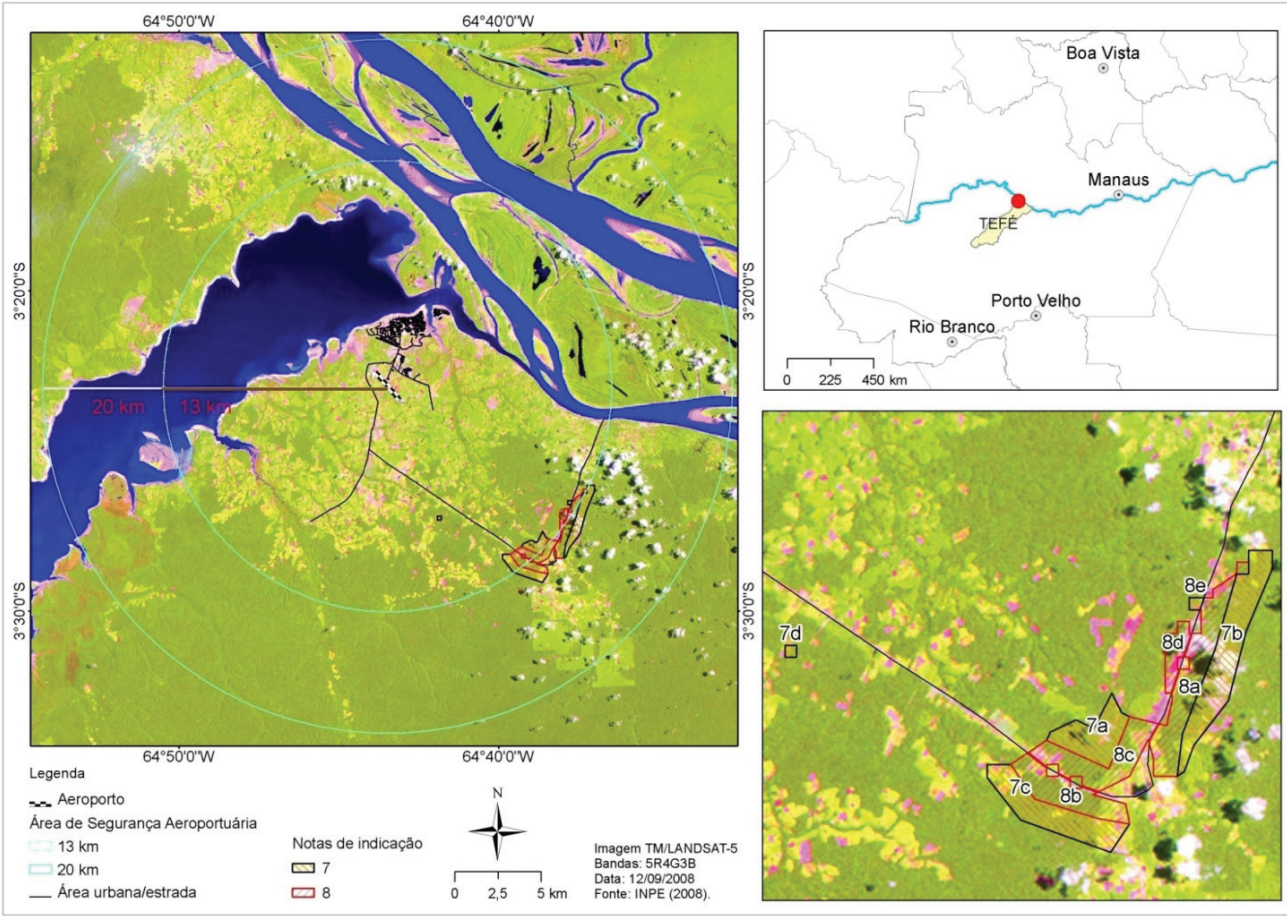 64°50'0"W
64°40'0"W
3°20'0"S
3°30'0"S
20 km
13 km
3°20'0"S
3°30'0"S
64°50'0"W
64°40'0"W
Boa Vista
Manaus
TEFÉ
Porto Velho
Rio Branco
0 225 450 km
8e
7d
8d
7b
8a
7a
8c
7c
8b
Legenda
Aeroporto
Área de Segurança Aeroportuária
13 km
20 km
Área urbana/estrada
Notas de indicação
7
8
N
0 2,5 5 km
Imagem TM/LANDSAT-5
Bandas: 5R4G3B
Data: 12/09/2008
Fonte: INPE (2008).